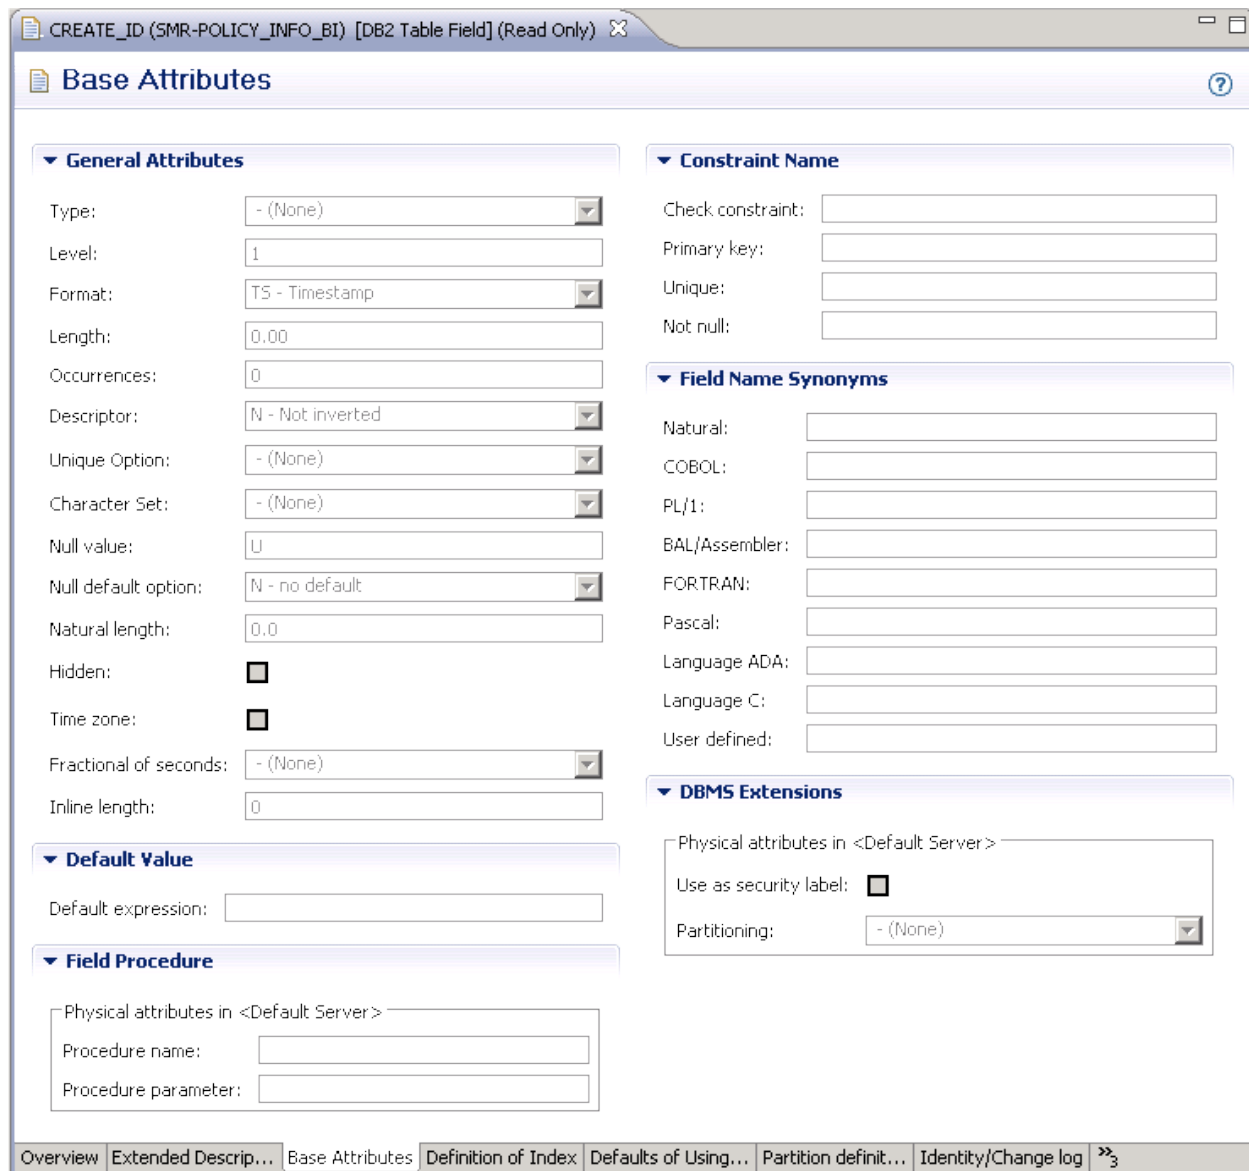 CREATE_ID (SMR-POLICY_INFO_BI) [DB2 Table Field] (Read Only)
Base Attributes
General Attributes
Type: - (None)
Level: 1
Format: TS - Timestamp
Length: 0.00
Occurrences: 0
Descriptor: N - Not inverted
Unique Option: - (None)
Character Set: - (None)
Null value: U
Null default option: N - no default
Natural length: 0.0
Hidden:
Time zone:
Fractional of seconds: - (None)
Inline length: 0
Default Value
Default expression:
Field Procedure
Physical attributes in <Default Server>
Procedure name:
Procedure parameter:
Constraint Name
Check constraint:
Primary key:
Unique:
Not null:
Field Name Synonyms
Natural:
COBOL:
PL/1:
BAL/Assembler:
FORTRAN:
Pascal:
Language ADA:
Language C:
User defined:
DBMS Extensions
Physical attributes in <Default Server>
Use as security label:
Partitioning: - (None)
Overview Extended Descrip... Base Attributes Definition of Index Defaults of Using... Partition definit... Identity/Change log »3